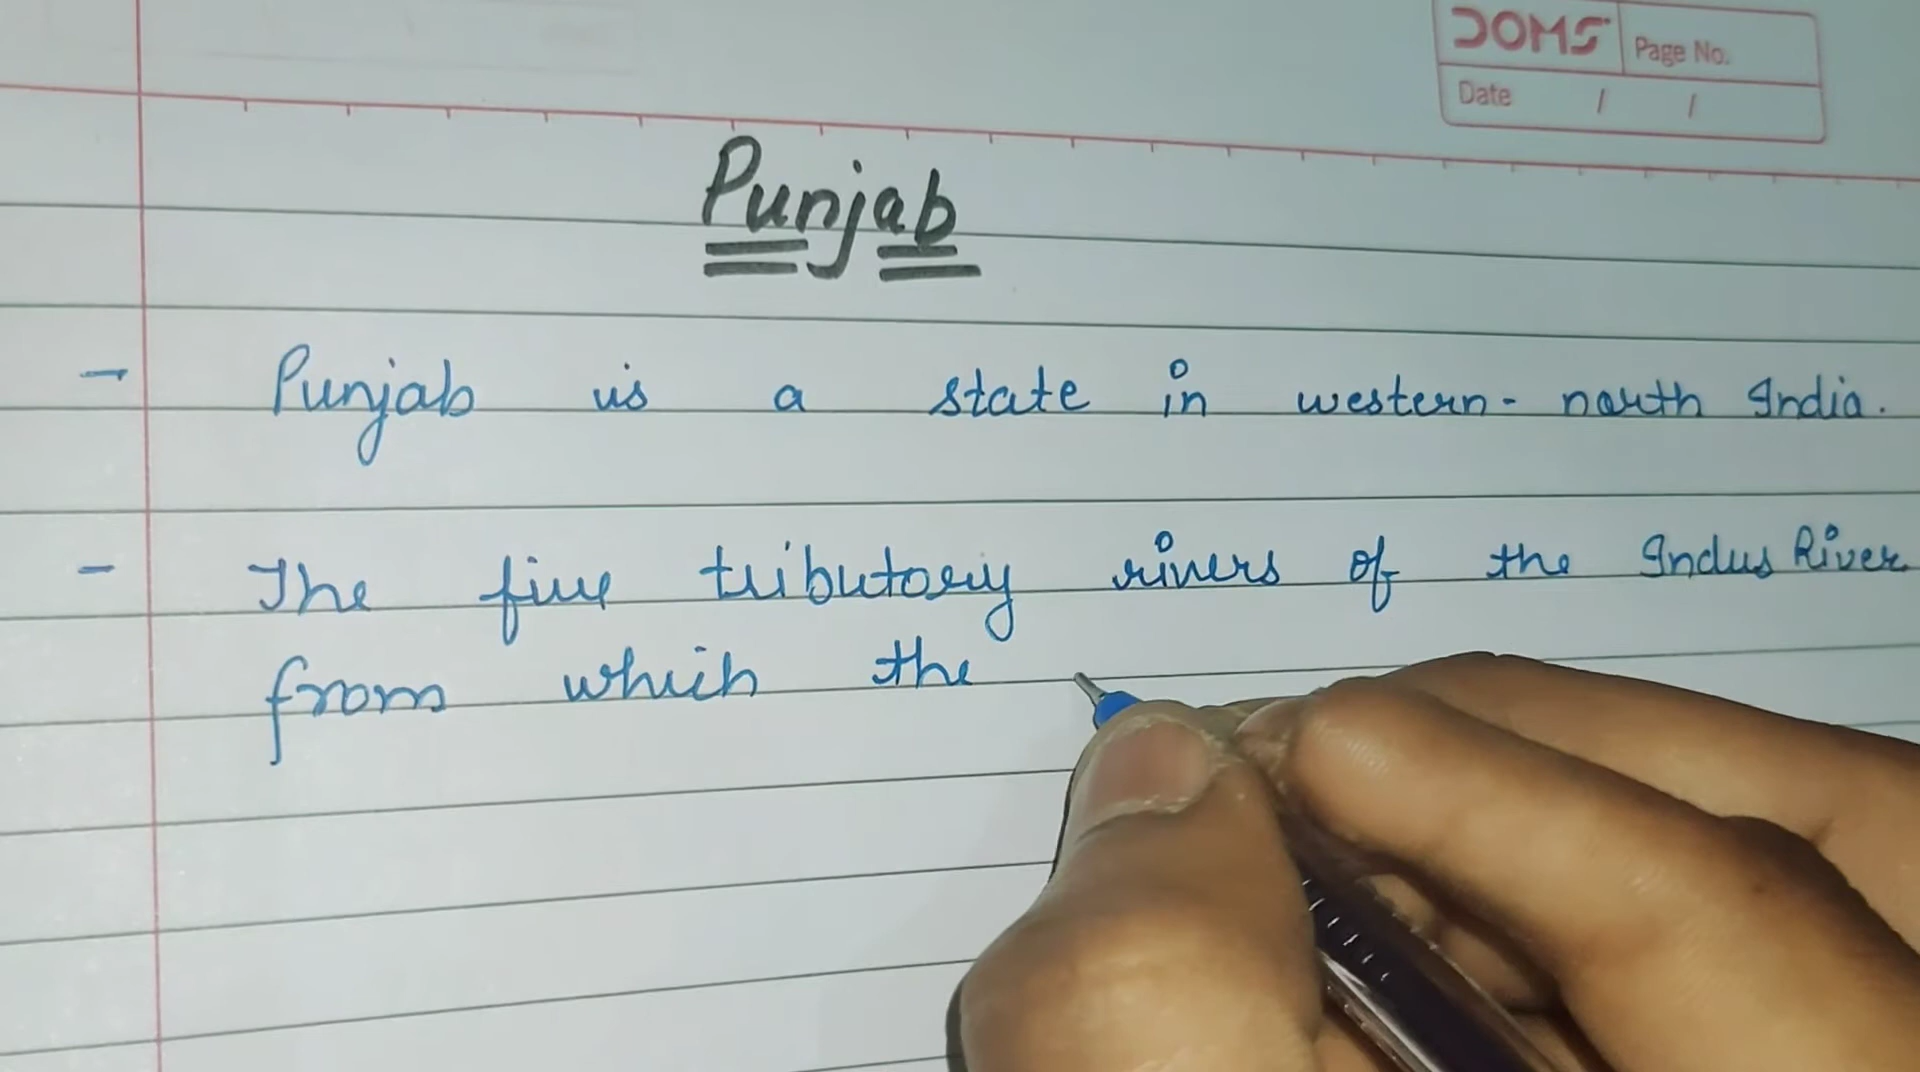 DOMS Page No.
Date / /
Punjab
- Punjab is a state in western- north India.
- The five tributory rivers of the Indus River
from which the